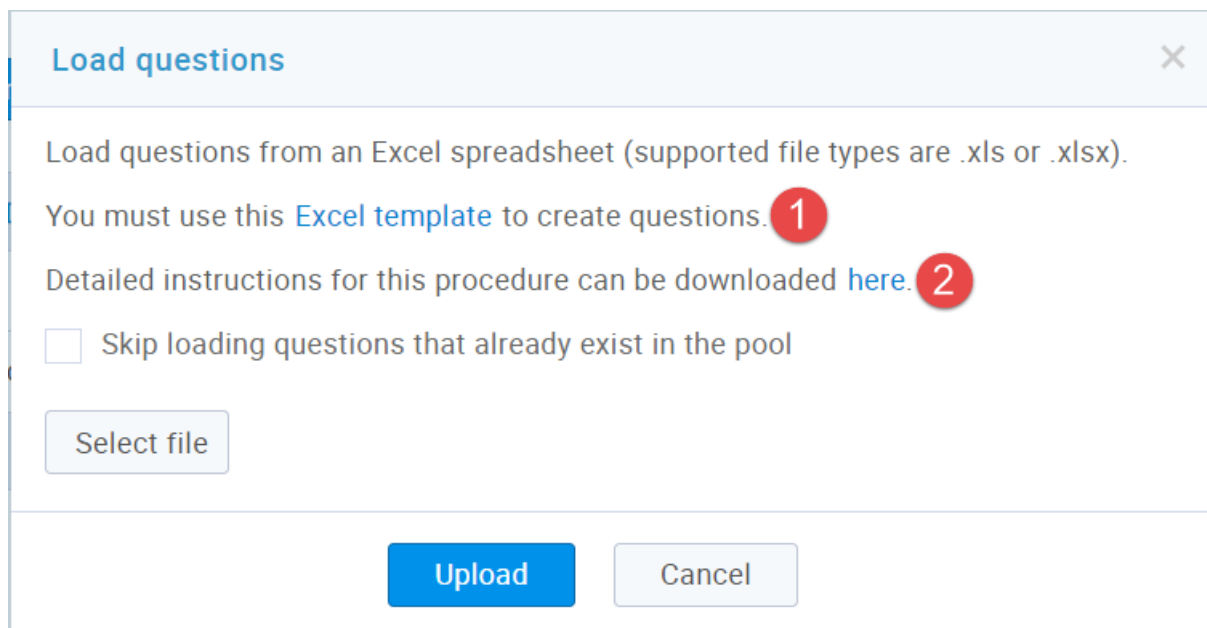 Load questions
Load questions from an Excel spreadsheet (supported file types are .xls or .xlsx).
You must use this Excel template to create questions. 1
Detailed instructions for this procedure can be downloaded here. 2
Skip loading questions that already exist in the pool
Select file
Upload Cancel